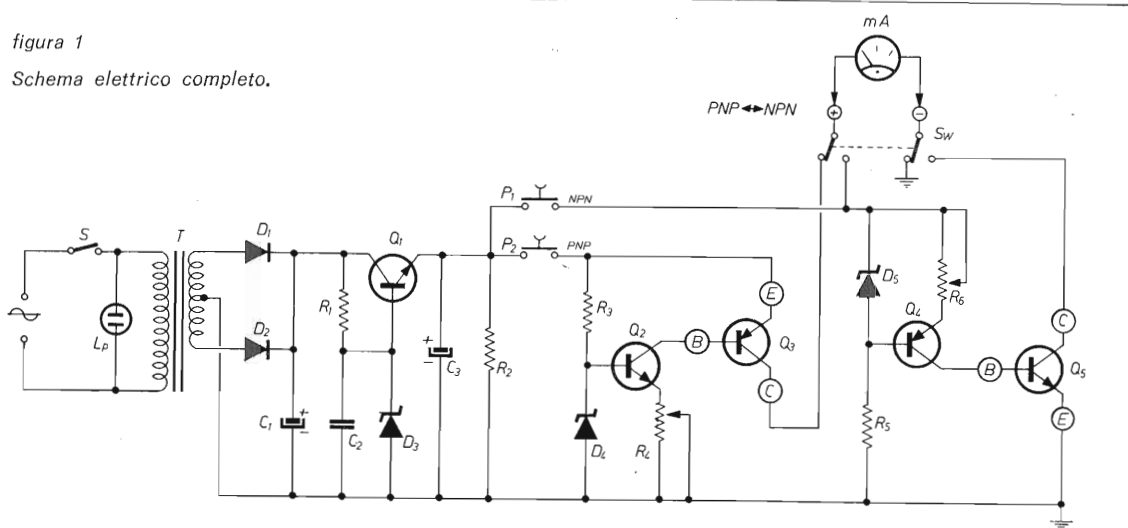 figura 1
Schema elettrico completo.
mA
PNP↔NPN
+
−
Sw
P1
NPN
P2
PNP
S
T
D1
Q1
R1
D2
Lp
C1
+
−
C2
D3
+
−
C3
R2
R3
Q2
B
E
Q3
C
D4
R4
D5
Q4
R6
R5
B
C
Q5
E